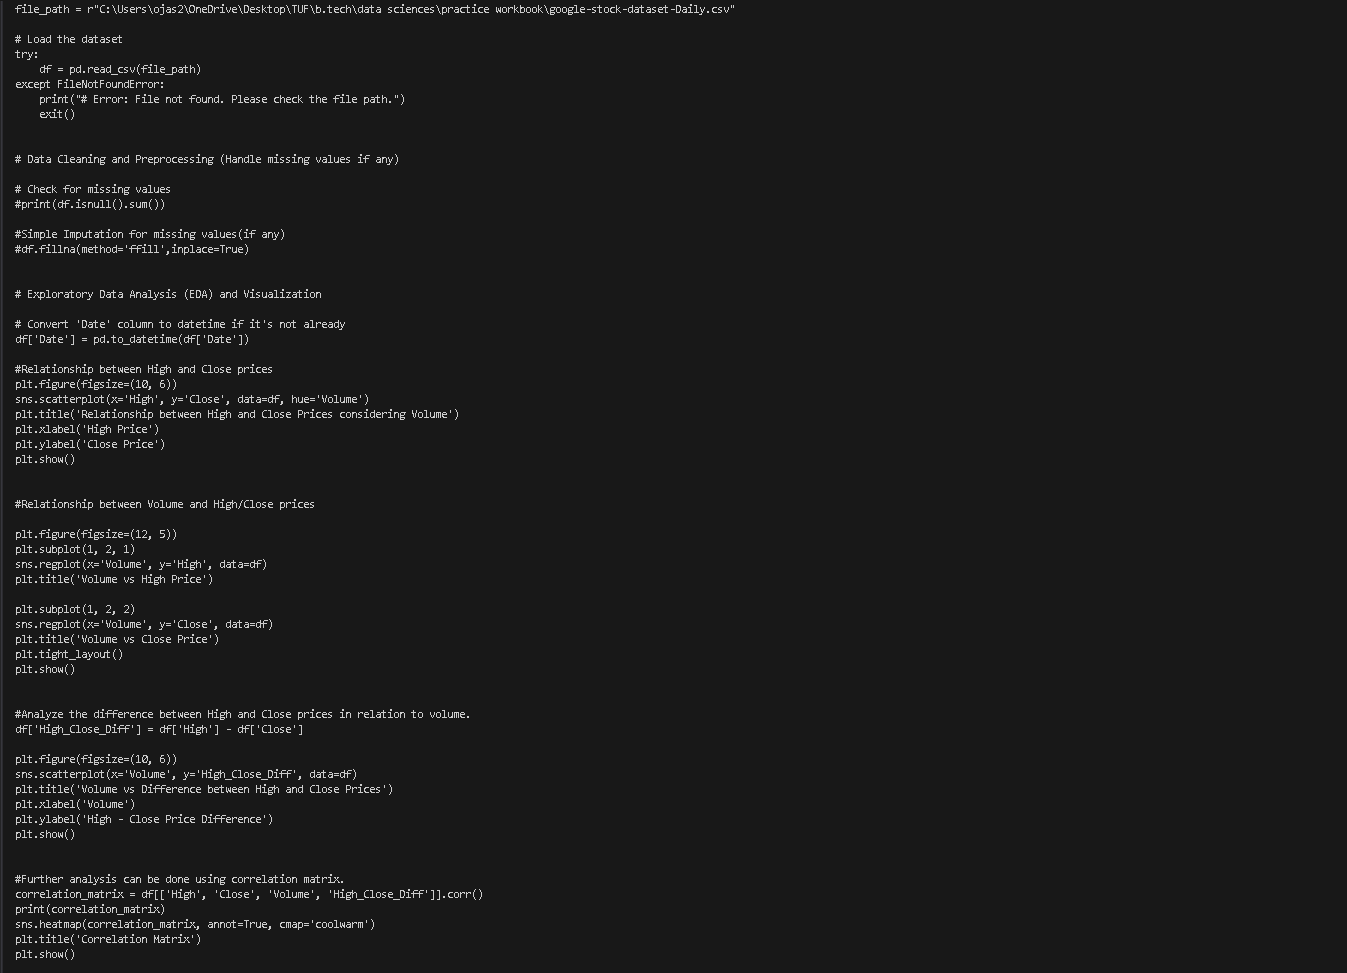 file_path = r"C:\Users\ojas2\OneDrive\Desktop\TUF\b.tech\data sciences\practice workbook\google-stock-dataset-Daily.csv"
# Load the dataset
try:
    df = pd.read_csv(file_path)
except FileNotFoundError:
    print("# Error: File not found. Please check the file path.")
    exit()
# Data Cleaning and Preprocessing (Handle missing values if any)
# Check for missing values
#print(df.isnull().sum())
#Simple Imputation for missing values(if any)
#df.fillna(method='ffill',inplace=True)
# Exploratory Data Analysis (EDA) and Visualization
# Convert 'Date' column to datetime if it's not already
df['Date'] = pd.to_datetime(df['Date'])
#Relationship between High and Close prices
plt.figure(figsize=(10, 6))
sns.scatterplot(x='High', y='Close', data=df, hue='Volume')
plt.title('Relationship between High and Close Prices considering Volume')
plt.xlabel('High Price')
plt.ylabel('Close Price')
plt.show()
#Relationship between Volume and High/Close prices
plt.figure(figsize=(12, 5))
plt.subplot(1, 2, 1)
sns.regplot(x='Volume', y='High', data=df)
plt.title('Volume vs High Price')
plt.subplot(1, 2, 2)
sns.regplot(x='Volume', y='Close', data=df)
plt.title('Volume vs Close Price')
plt.tight_layout()
plt.show()
#Analyze the difference between High and Close prices in relation to volume.
df['High_Close_Diff'] = df['High'] - df['Close']
plt.figure(figsize=(10, 6))
sns.scatterplot(x='Volume', y='High_Close_Diff', data=df)
plt.title('Volume vs Difference between High and Close Prices')
plt.xlabel('Volume')
plt.ylabel('High - Close Price Difference')
plt.show()
#Further analysis can be done using correlation matrix.
correlation_matrix = df[['High', 'Close', 'Volume', 'High_Close_Diff']].corr()
print(correlation_matrix)
sns.heatmap(correlation_matrix, annot=True, cmap='coolwarm')
plt.title('Correlation Matrix')
plt.show()